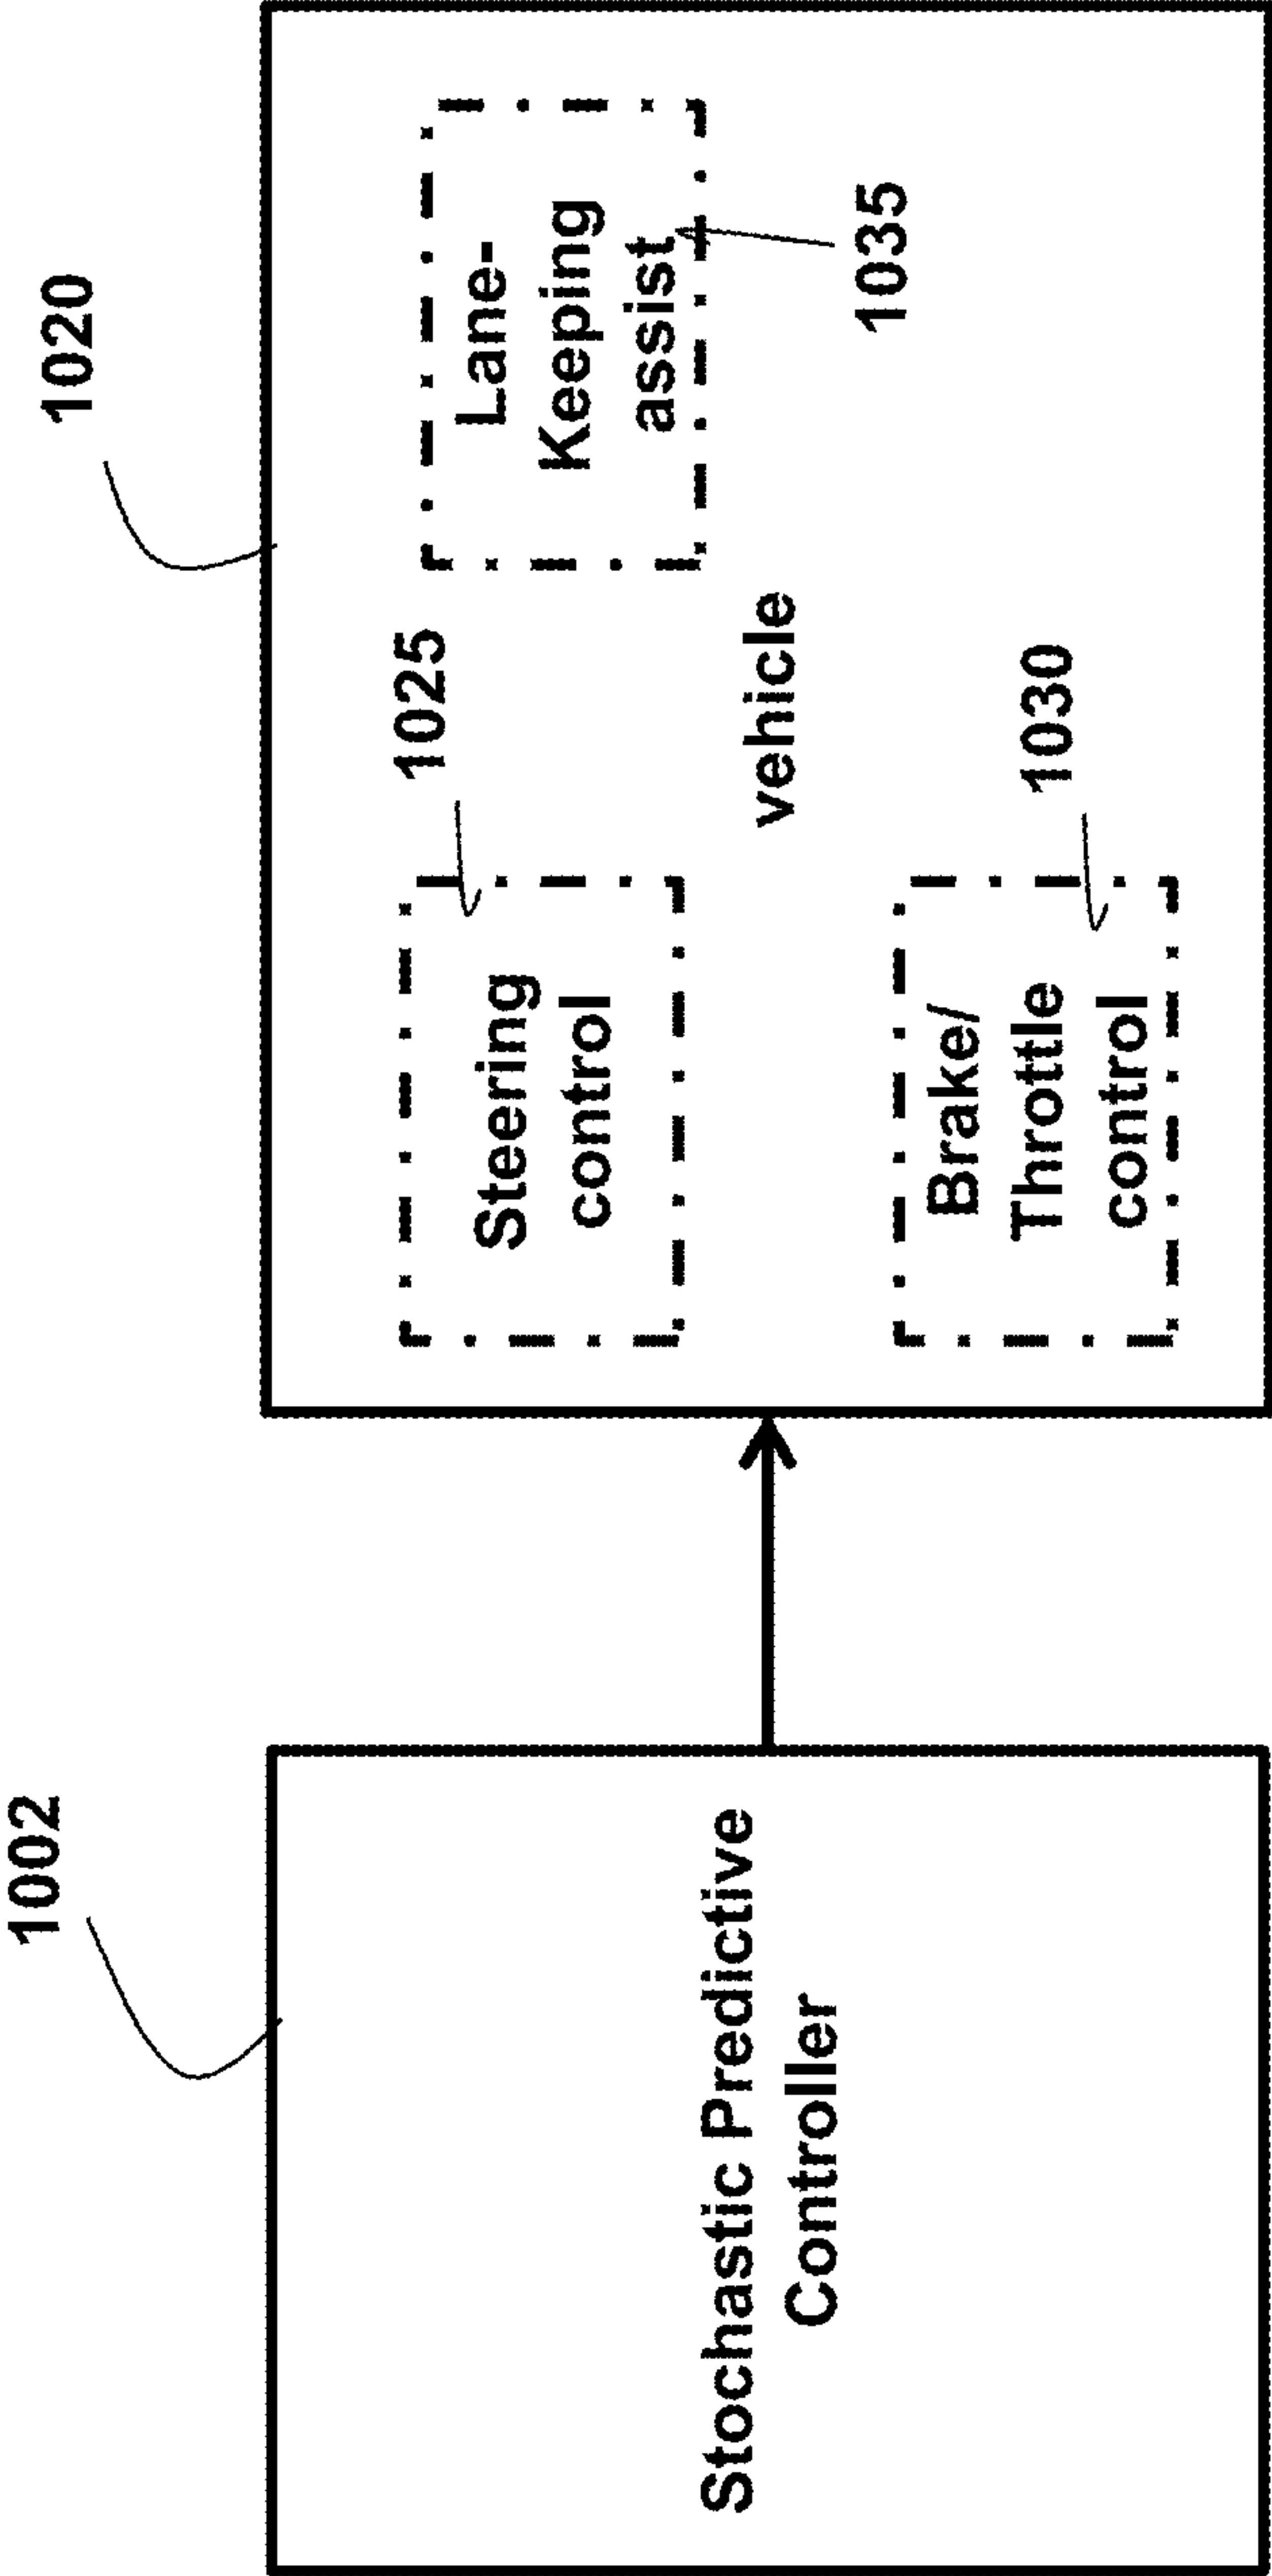 1002
Stochastic Predictive
Controller
1020
1025
Steering
control
Lane-
Keeping
assist
1035
vehicle
1030
Brake/
Throttle
control